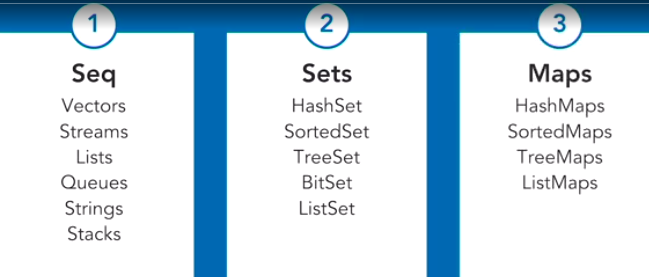 1
Seq
Vectors
Streams
Lists
Queues
Strings
Stacks
2
Sets
HashSet
SortedSet
TreeSet
BitSet
ListSet
3
Maps
HashMaps
SortedMaps
TreeMaps
ListMaps